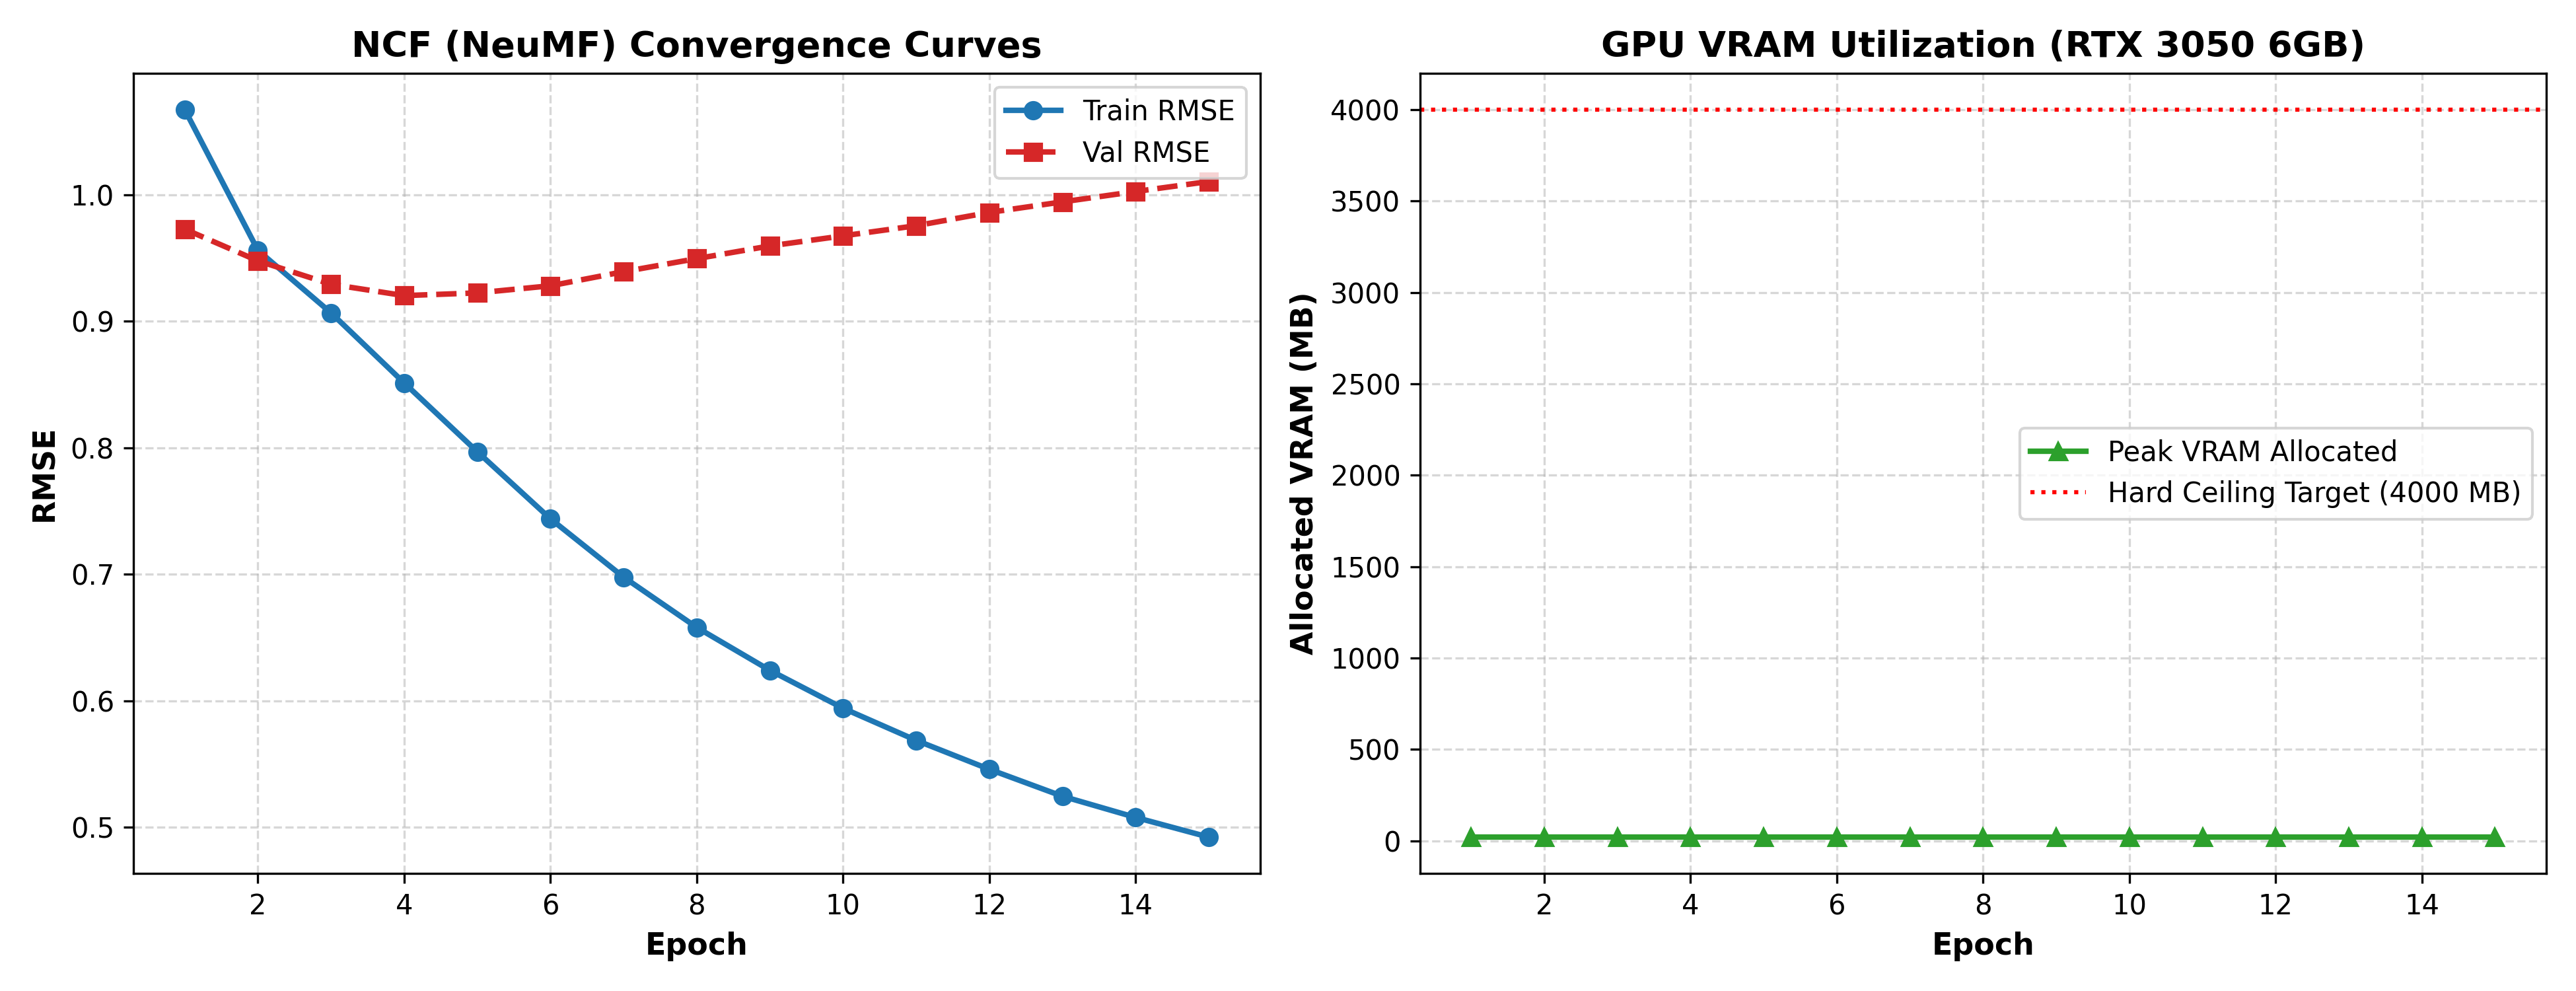 NCF (NeuMF) Convergence Curves
Train RMSE
Val RMSE
1.0
0.9
0.8
0.7
0.6
0.5
RMSE
2 4 6 8 10 12 14
Epoch
GPU VRAM Utilization (RTX 3050 6GB)
4000
3500
3000
2500
2000
1500
1000
500
0
Allocated VRAM (MB)
Peak VRAM Allocated
Hard Ceiling Target (4000 MB)
2 4 6 8 10 12 14
Epoch